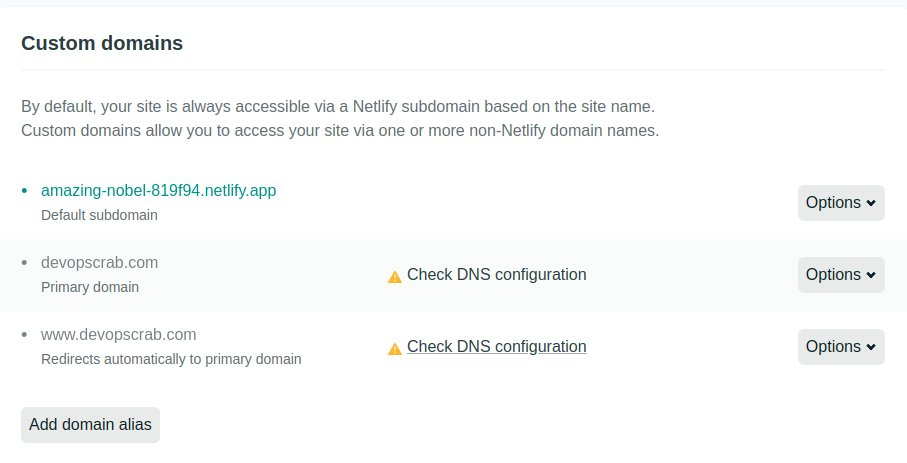 Custom domains
By default, your site is always accessible via a Netlify subdomain based on the site name.
Custom domains allow you to access your site via one or more non-Netlify domain names.
amazing-nobel-819f94.netlify.app
Default subdomain
Options
devopscrab.com
Primary domain
Check DNS configuration
Options
www.devopscrab.com
Redirects automatically to primary domain
Check DNS configuration
Options
Add domain alias